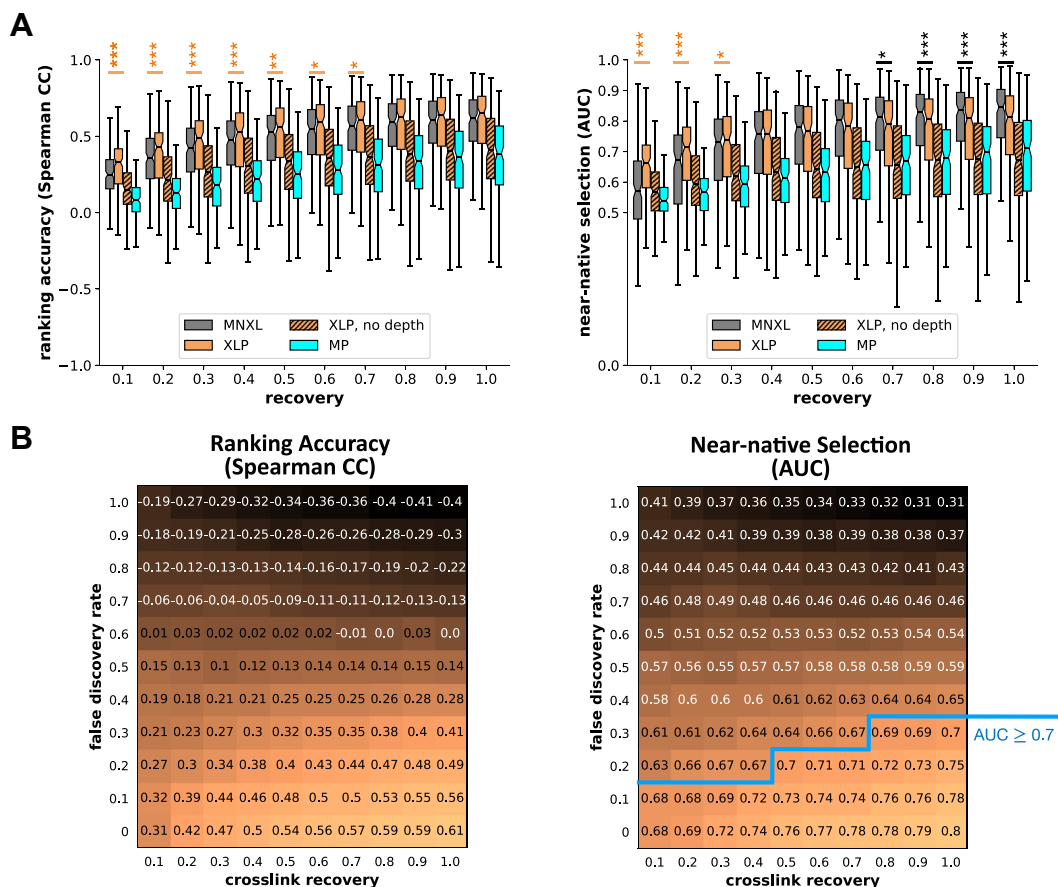 A
ranking accuracy (Spearman CC)
*** *** *** *** ** * *
1.0
0.5
0.0
−0.5
−1.0
MNXL XLP, no depth
XLP MP
0.1 0.2 0.3 0.4 0.5 0.6 0.7 0.8 0.9 1.0
recovery
near-native selection (AUC)
*** *** * * *** *** ***
1.0
0.9
0.8
0.7
0.6
0.5
0.0
MNXL XLP, no depth
XLP MP
0.1 0.2 0.3 0.4 0.5 0.6 0.7 0.8 0.9 1.0
recovery
B
Ranking Accuracy
(Spearman CC)
false discovery rate
1.0 -0.19 -0.27 -0.29 -0.32 -0.34 -0.36 -0.36 -0.4 -0.41 -0.4
0.9 -0.18 -0.19 -0.21 -0.25 -0.28 -0.26 -0.26 -0.28 -0.29 -0.3
0.8 -0.12 -0.12 -0.13 -0.13 -0.14 -0.16 -0.17 -0.19 -0.2 -0.22
0.7 -0.06 -0.06 -0.04 -0.05 -0.09 -0.11 -0.11 -0.12 -0.12 -0.13
0.6 0.01 0.03 0.02 0.02 0.02 0.02 -0.01 0.0 0.03 0.0
0.5 0.15 0.13 0.1 0.12 0.13 0.14 0.14 0.14 0.15 0.14
0.4 0.19 0.18 0.21 0.21 0.25 0.25 0.25 0.26 0.28 0.28
0.3 0.21 0.23 0.27 0.3 0.32 0.35 0.35 0.38 0.4 0.41
0.2 0.27 0.3 0.34 0.38 0.4 0.43 0.44 0.47 0.48 0.49
0.1 0.32 0.39 0.44 0.46 0.48 0.5 0.5 0.53 0.55 0.56
0 0.31 0.42 0.47 0.5 0.54 0.56 0.57 0.59 0.59 0.61
0.1 0.2 0.3 0.4 0.5 0.6 0.7 0.8 0.9 1.0
crosslink recovery
Near-native Selection
(AUC)
false discovery rate
1.0 0.41 0.39 0.37 0.36 0.35 0.34 0.33 0.32 0.31 0.31
0.9 0.42 0.42 0.41 0.39 0.39 0.38 0.39 0.38 0.38 0.37
0.8 0.44 0.44 0.45 0.44 0.44 0.43 0.43 0.42 0.41 0.43
0.7 0.46 0.48 0.49 0.48 0.46 0.46 0.46 0.46 0.46 0.46
0.6 0.5 0.51 0.52 0.52 0.53 0.53 0.53 0.53 0.54 0.54
0.5 0.57 0.56 0.55 0.57 0.57 0.58 0.58 0.58 0.59 0.59
0.4 0.58 0.6 0.6 0.6 0.61 0.62 0.63 0.64 0.64 0.65
0.3 0.61 0.61 0.62 0.64 0.64 0.66 0.67 0.69 0.69 0.7
AUC ≥ 0.7
0.2 0.63 0.66 0.67 0.67 0.7 0.71 0.71 0.72 0.73 0.75
0.1 0.68 0.68 0.69 0.72 0.73 0.74 0.74 0.76 0.76 0.78
0 0.68 0.69 0.72 0.74 0.76 0.77 0.78 0.78 0.79 0.8
0.1 0.2 0.3 0.4 0.5 0.6 0.7 0.8 0.9 1.0
crosslink recovery